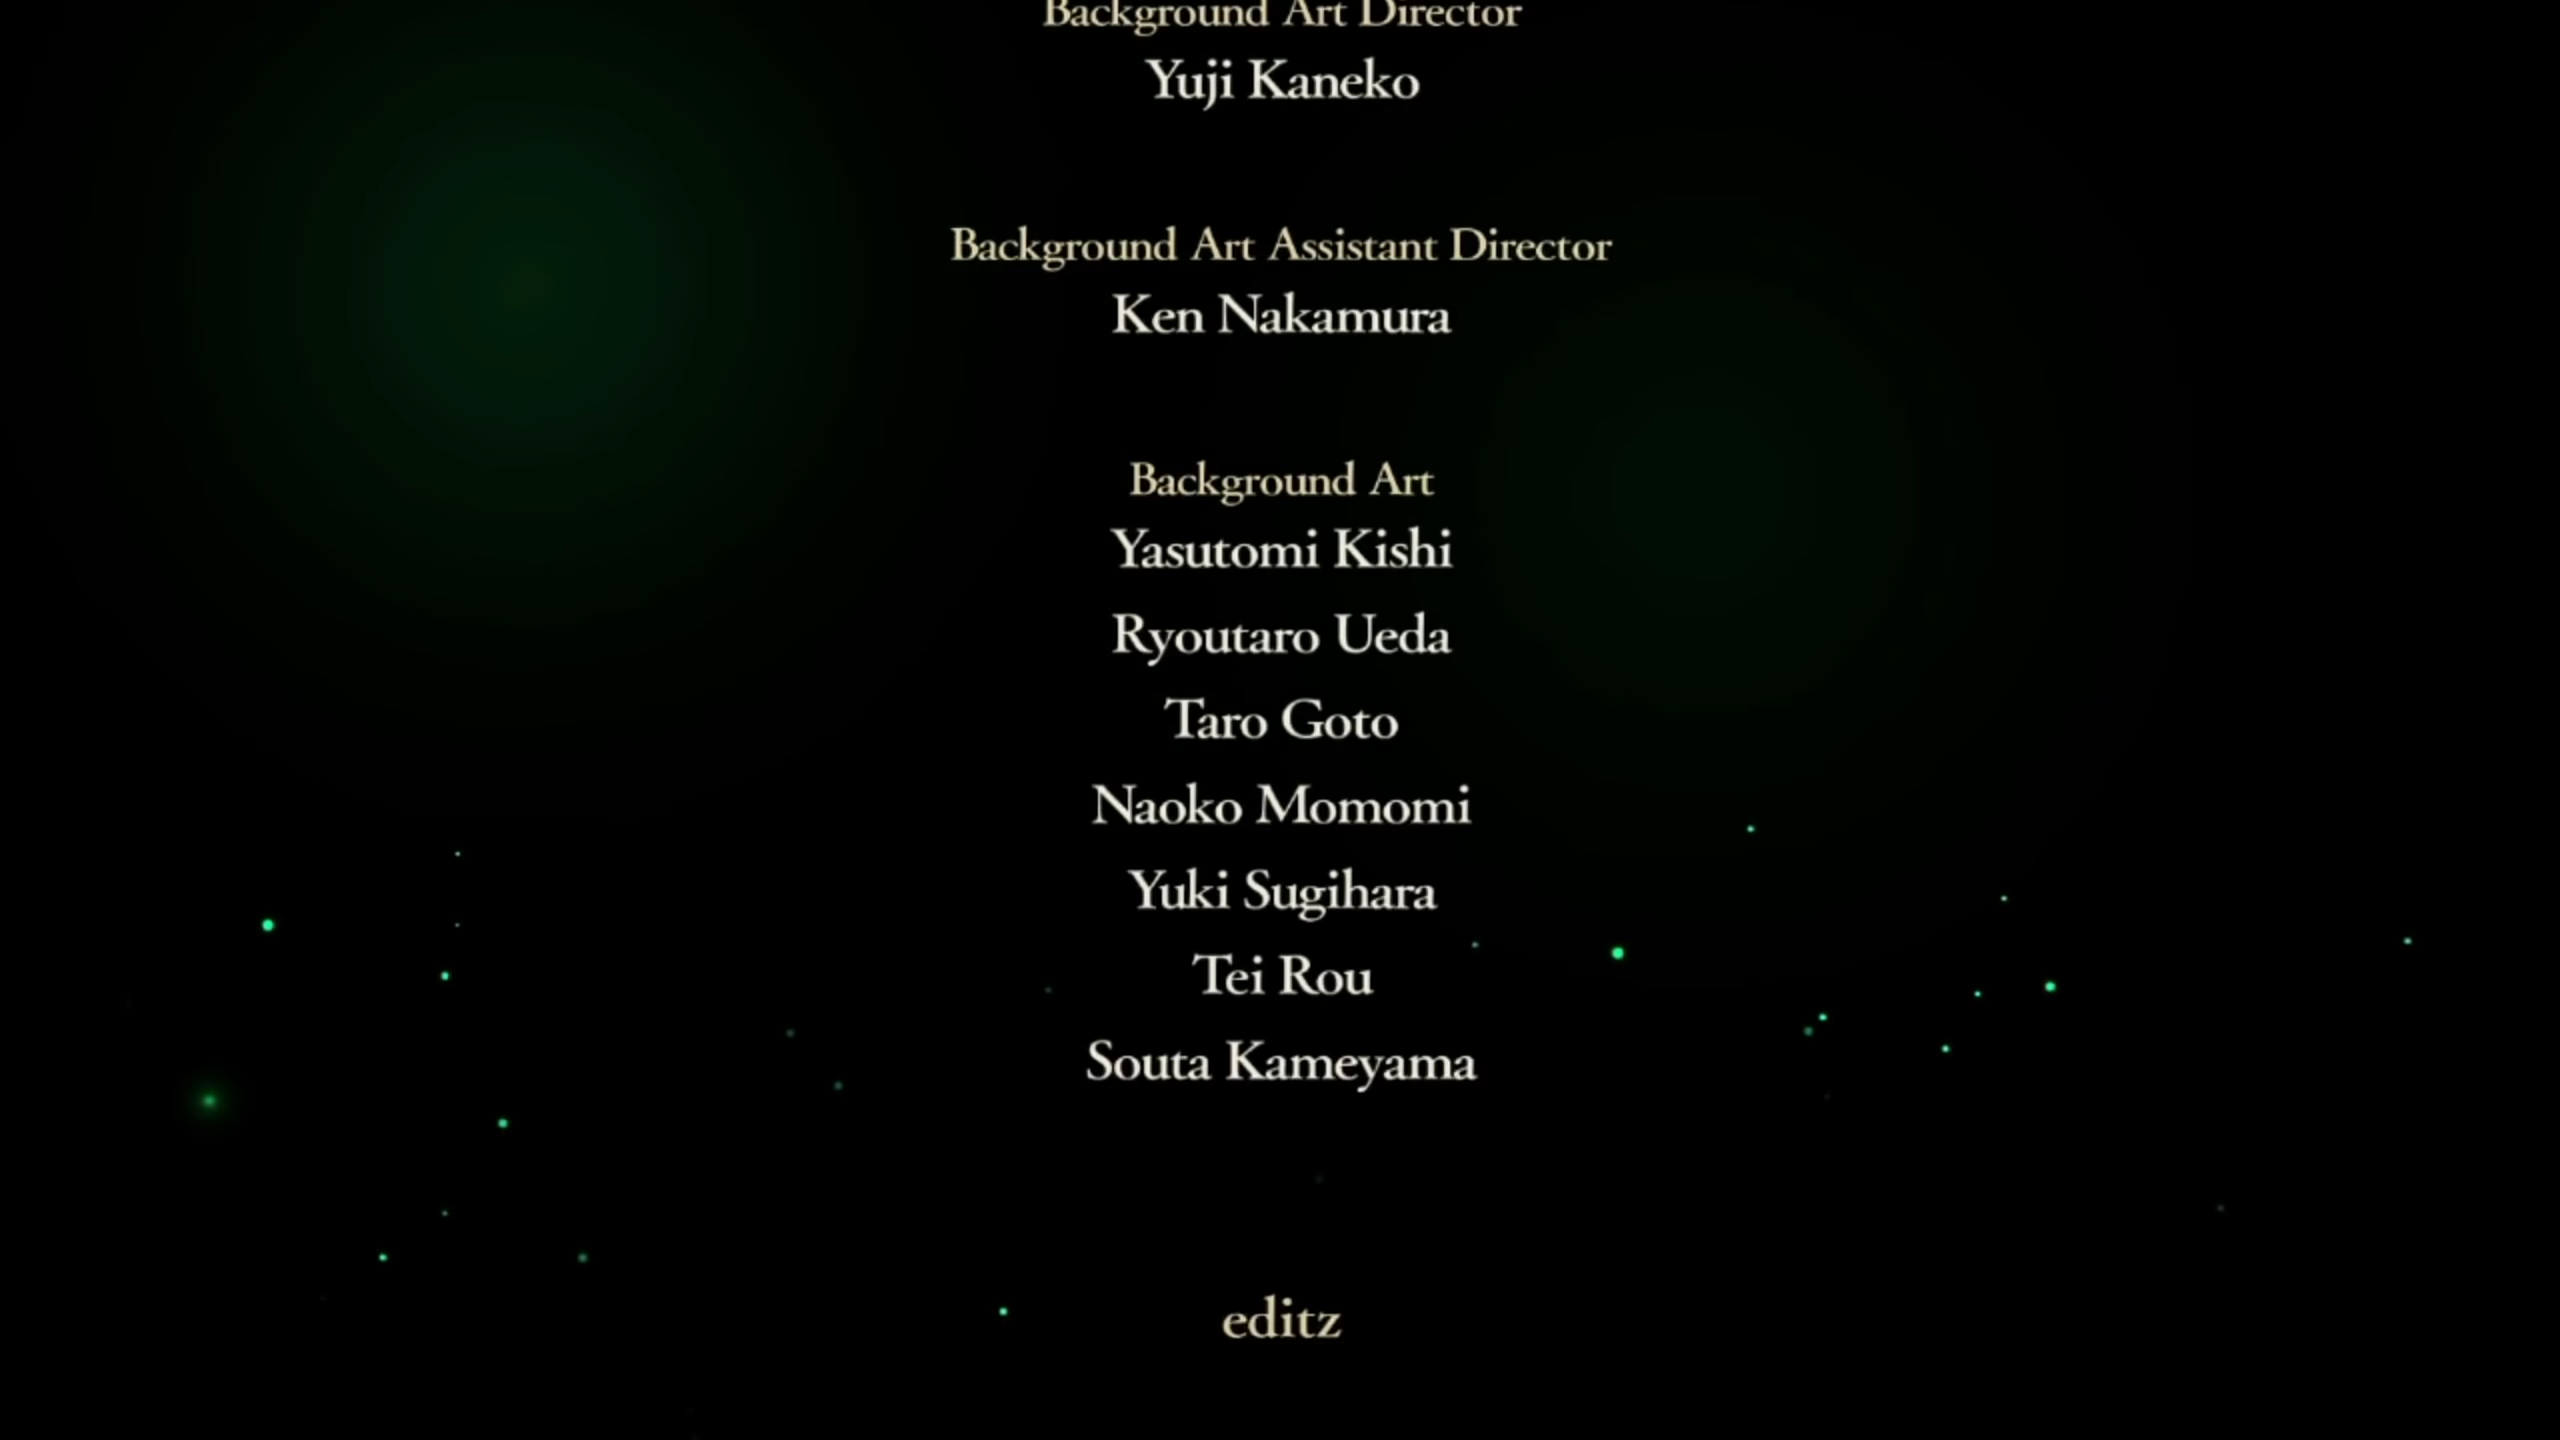 Background Art Director
Yuji Kaneko
Background Art Assistant Director
Ken Nakamura
Background Art
Yasutomi Kishi
Ryoutaro Ueda
Taro Goto
Naoko Momomi
Yuki Sugihara
Tei Rou
Souta Kameyama
editz